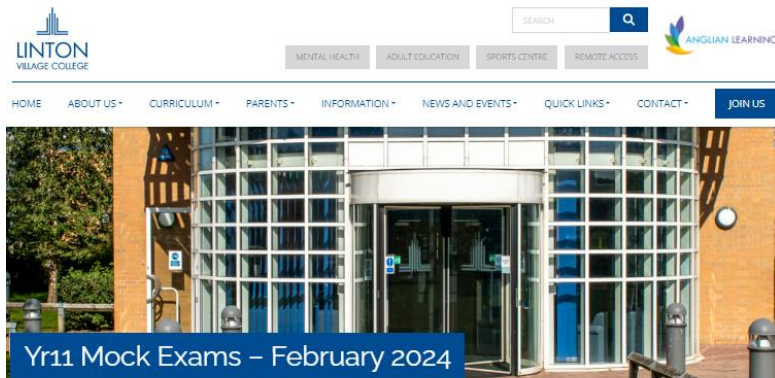 LINTON
VILLAGE COLLEGE
SEARCH
ANGLIAN LEARNING
MENTAL HEALTH ADULT EDUCATION SPORTS CENTRE REMOTE ACCESS
HOME ABOUT US CURRICULUM PARENTS INFORMATION NEWS AND EVENTS QUICK LINKS CONTACT JOIN US
Yr11 Mock Exams – February 2024